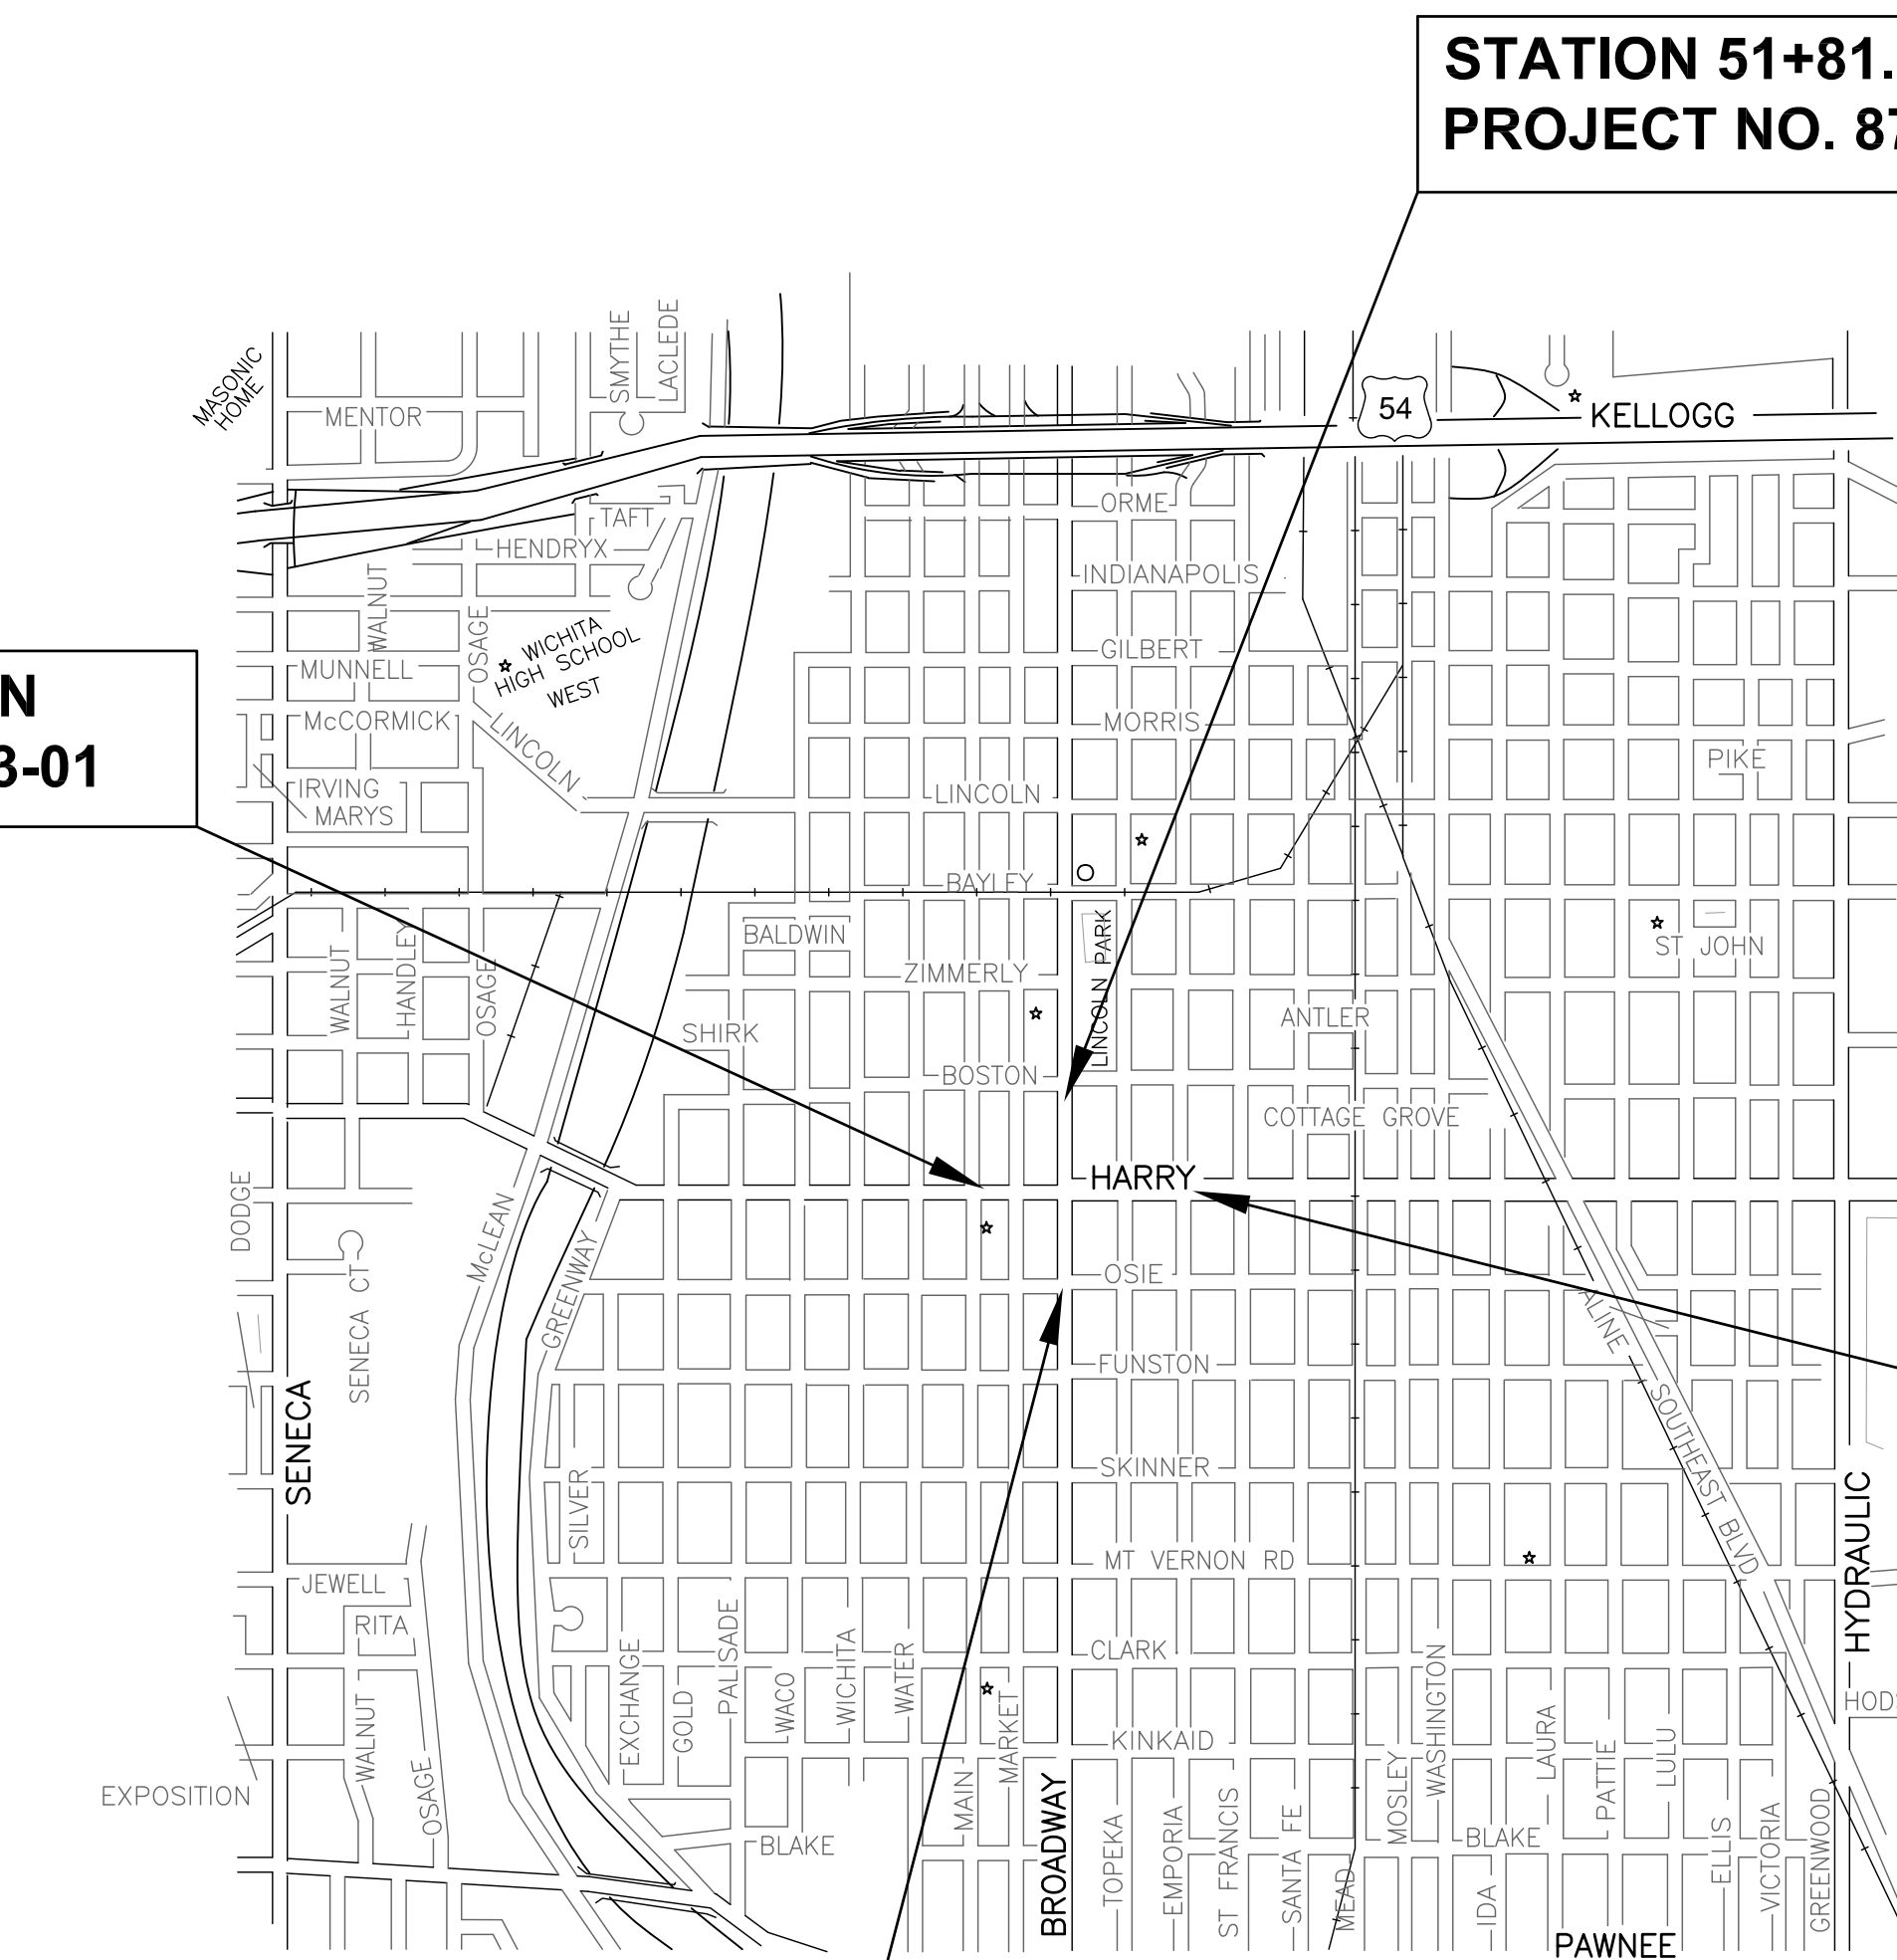 STATION 51+81.
PROJECT NO. 87
N
3-01
MASONIC
HOME
SMYTHE
LACLEDE
MENTOR
54
KELLOGG
ORME
TAFT
HENDRYX
INDIANAPOLIS
WALNUT
OSAGE
WICHITA
HIGH SCHOOL
WEST
GILBERT
MUNNELL
McCORMICK
LINCOLN
MORRIS
PIKE
IRVING
MARYS
LINCOLN
BAYLEY
LINCOLN PARK
BALDWIN
ZIMMERLY
ST JOHN
WALNUT
HANDLEY
OSAGE
SHIRK
ANTLER
BOSTON
COTTAGE GROVE
HARRY
DODGE
McLEAN
GREENWAY
SENECA CT
OSIE
ALINE
FUNSTON
SENECA
SOUTHEAST BLVD
SKINNER
SILVER
HYDRAULIC
MT VERNON RD
JEWELL
RITA
CLARK
EXCHANGE
GOLD
PALISADE
WACO
WICHITA
WATER
MARKET
KINKAID
WASHINGTON
LAURA
PATTIE
LULU
HODS
WALNUT
OSAGE
EXPOSITION
MAIN
BROADWAY
TOPEKA
EMPORIA
ST FRANCIS
SANTA FE
MEAD
MOSLEY
BLAKE
BLAKE
IDA
ELLIS
VICTORIA
GREENWOOD
PAWNEE